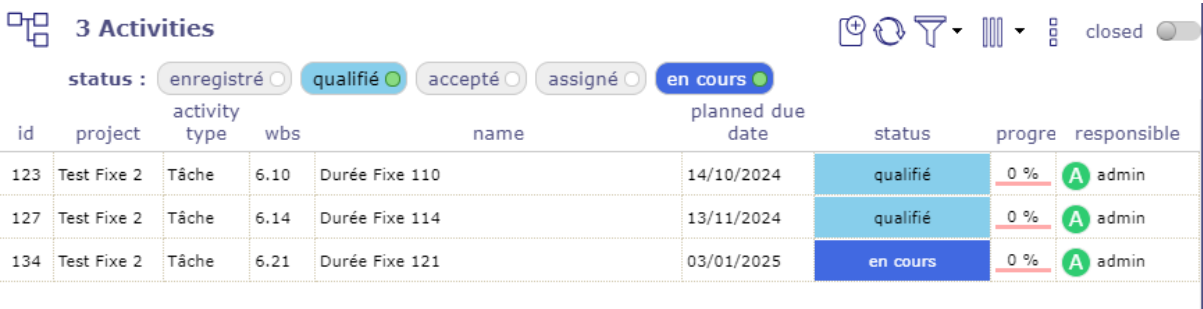 3 Activities closed
status : enregistré qualifié accepté assigné en cours
id project activity type wbs name planned due date status progre responsible
123 Test Fixe 2 Tâche 6.10 Durée Fixe 110 14/10/2024 qualifié 0 % A admin
127 Test Fixe 2 Tâche 6.14 Durée Fixe 114 13/11/2024 qualifié 0 % A admin
134 Test Fixe 2 Tâche 6.21 Durée Fixe 121 03/01/2025 en cours 0 % A admin